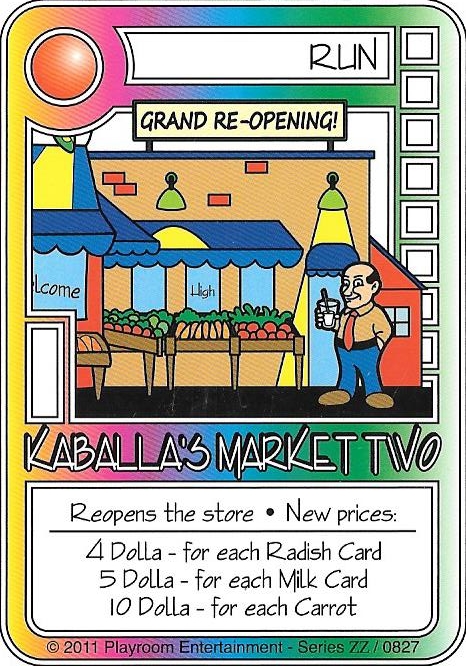 RUN
GRAND RE-OPENING!
lcome
High
KABALLA'S MARKET TWO
Reopens the store • New prices:
4 Dolla - for each Radish Card
5 Dolla - for each Milk Card
10 Dolla - for each Carrot
© 2011 Playroom Entertainment - Series ZZ / 0827